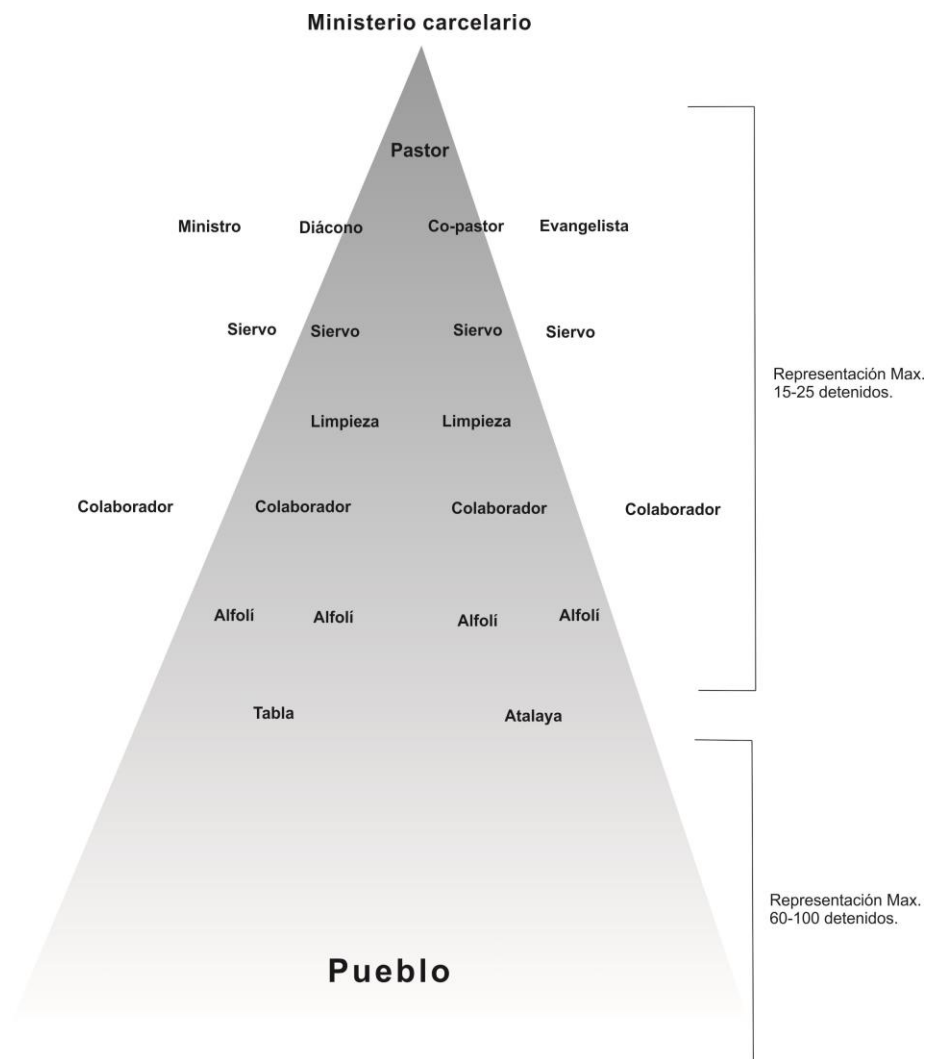 Ministerio carcelario
Pastor
Ministro Diácono Co-pastor Evangelista
Siervo Siervo Siervo Siervo
Representación Max.
15-25 detenidos.
Limpieza Limpieza
Colaborador Colaborador Colaborador Colaborador
Alfolí Alfolí Alfolí Alfolí
Tabla Atalaya
Representación Max.
60-100 detenidos.
Pueblo